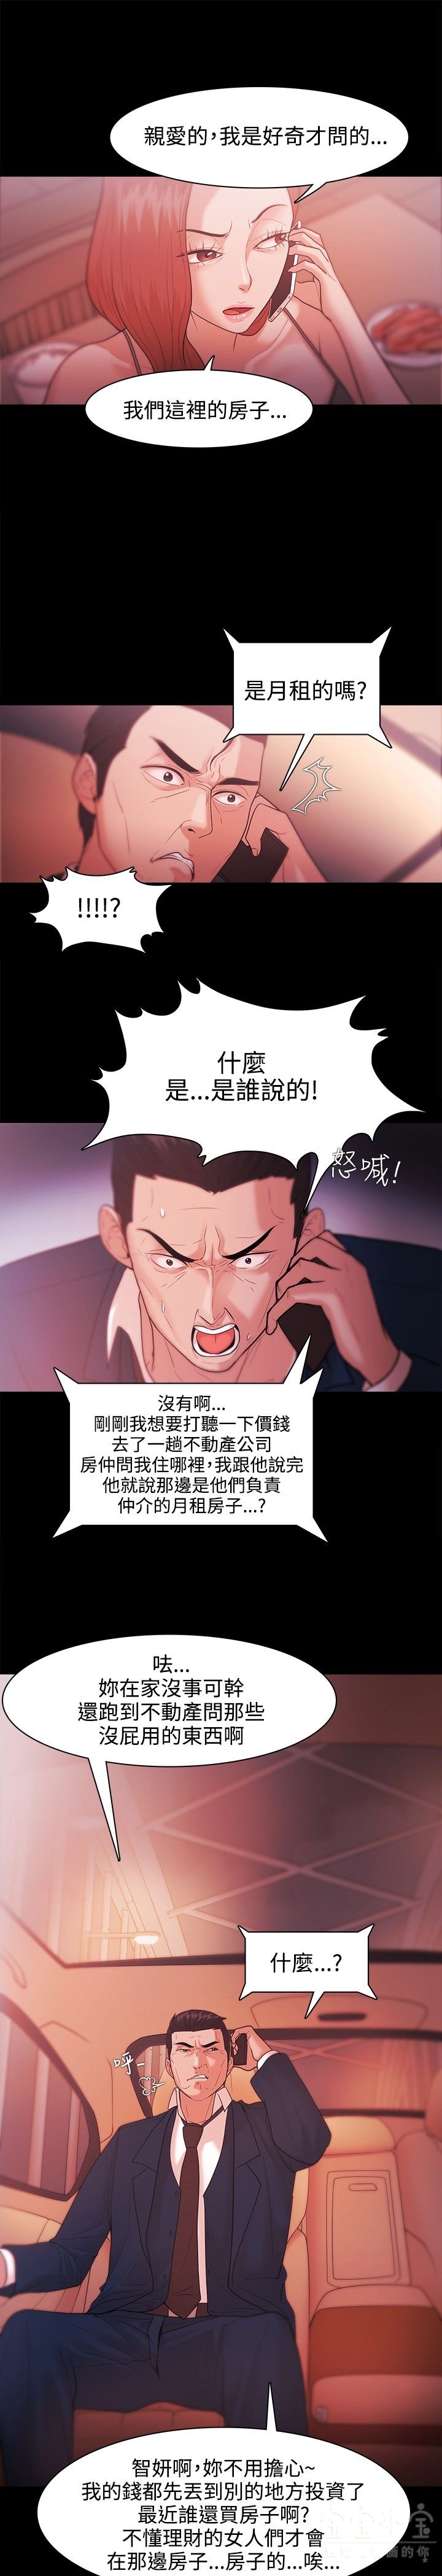 親愛的，我是好奇才問的...
我們這裡的房子...
是月租的嗎?
!!!!?
什麼
是...是誰說的!
怒喊!
沒有啊...
剛剛我想要打聽一下價錢
去了一趟不動產公司
房仲問我住哪裡，我跟他說完
他就說那邊是他們負責
仲介的月租房子...?
呿...
妳在家沒事可幹
還跑到不動產問那些
沒屁用的東西啊
什麼...?
呼~
智妍啊，妳不用擔心~
我的錢都先丟到別的地方投資了
最近誰還買房子啊?
不懂理財的女人們才會
在那邊房子...房子的...唉...